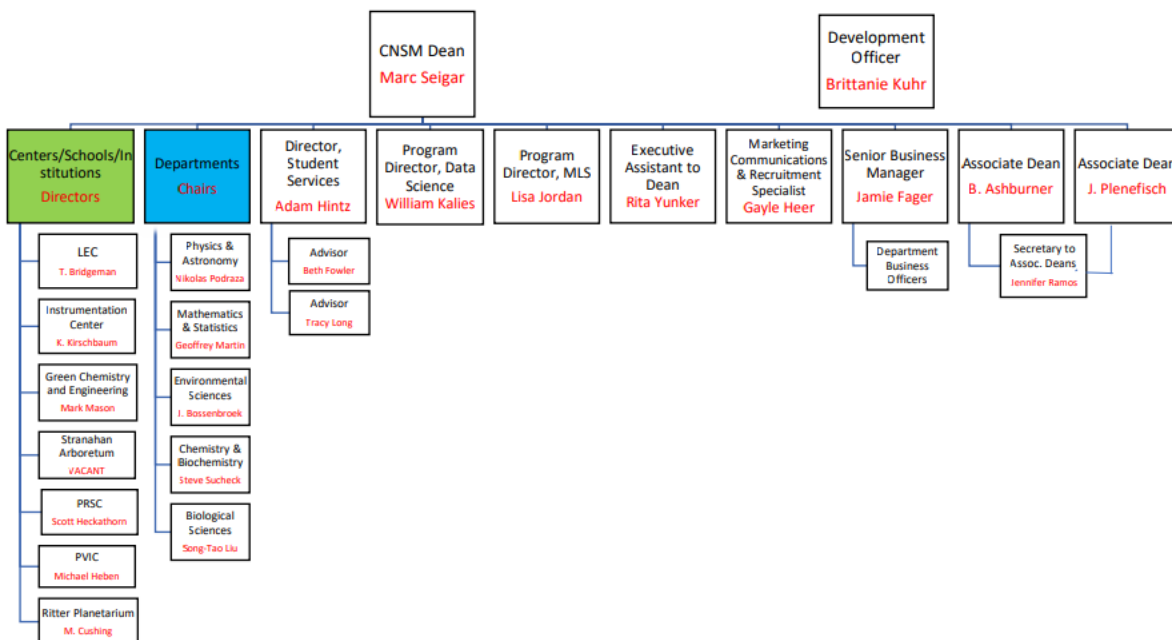 CNSM Dean
Marc Seigar
Development
Officer
Brittanie Kuhr
Centers/Schools/In
stitutions
Directors
Departments
Chairs
Director,
Student
Services
Adam Hintz
Program
Director, Data
Science
William Kalies
Program
Director, MLS
Lisa Jordan
Executive
Assistant to
Dean
Rita Yunker
Marketing
Communications
& Recruitment
Specialist
Gayle Heer
Senior Business
Manager
Jamie Fager
Associate Dean
B. Ashburner
Associate Dean
J. Plenefisch
LEC
T. Bridgeman
Instrumentation
Center
K. Kirschbaum
Green Chemistry
and Engineering
Mark Mason
Stranahan
Arboretum
VACANT
PRSC
Scott Heckathorn
PVIC
Michael Heben
Ritter Planetarium
M. Cushing
Physics &
Astronomy
Nikolas Podraza
Mathematics
& Statistics
Geoffrey Martin
Environmental
Sciences
J. Bossenbroek
Chemistry &
Biochemistry
Steve Sucheck
Biological
Sciences
Song-Tao Liu
Advisor
Beth Fowler
Advisor
Tracy Long
Department
Business
Officers
Secretary to
Assoc. Deans
Jennifer Ramos